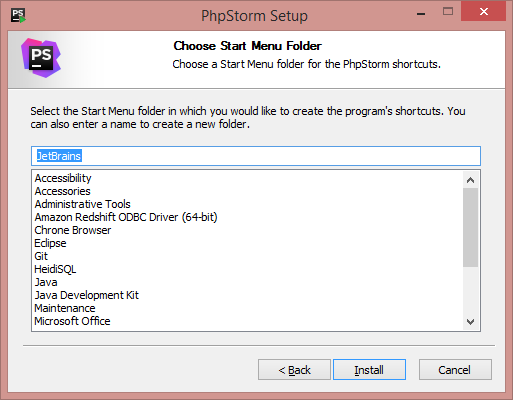 PS
PhpStorm Setup
PS
Choose Start Menu Folder
Choose a Start Menu folder for the PhpStorm shortcuts.
Select the Start Menu folder in which you would like to create the program's shortcuts. You
can also enter a name to create a new folder.
JetBrains
Accessibility
Accessories
Administrative Tools
Amazon Redshift ODBC Driver (64-bit)
Chrone Browser
Eclipse
Git
HeidiSQL
Java
Java Development Kit
Maintenance
Microsoft Office
< Back
Install
Cancel